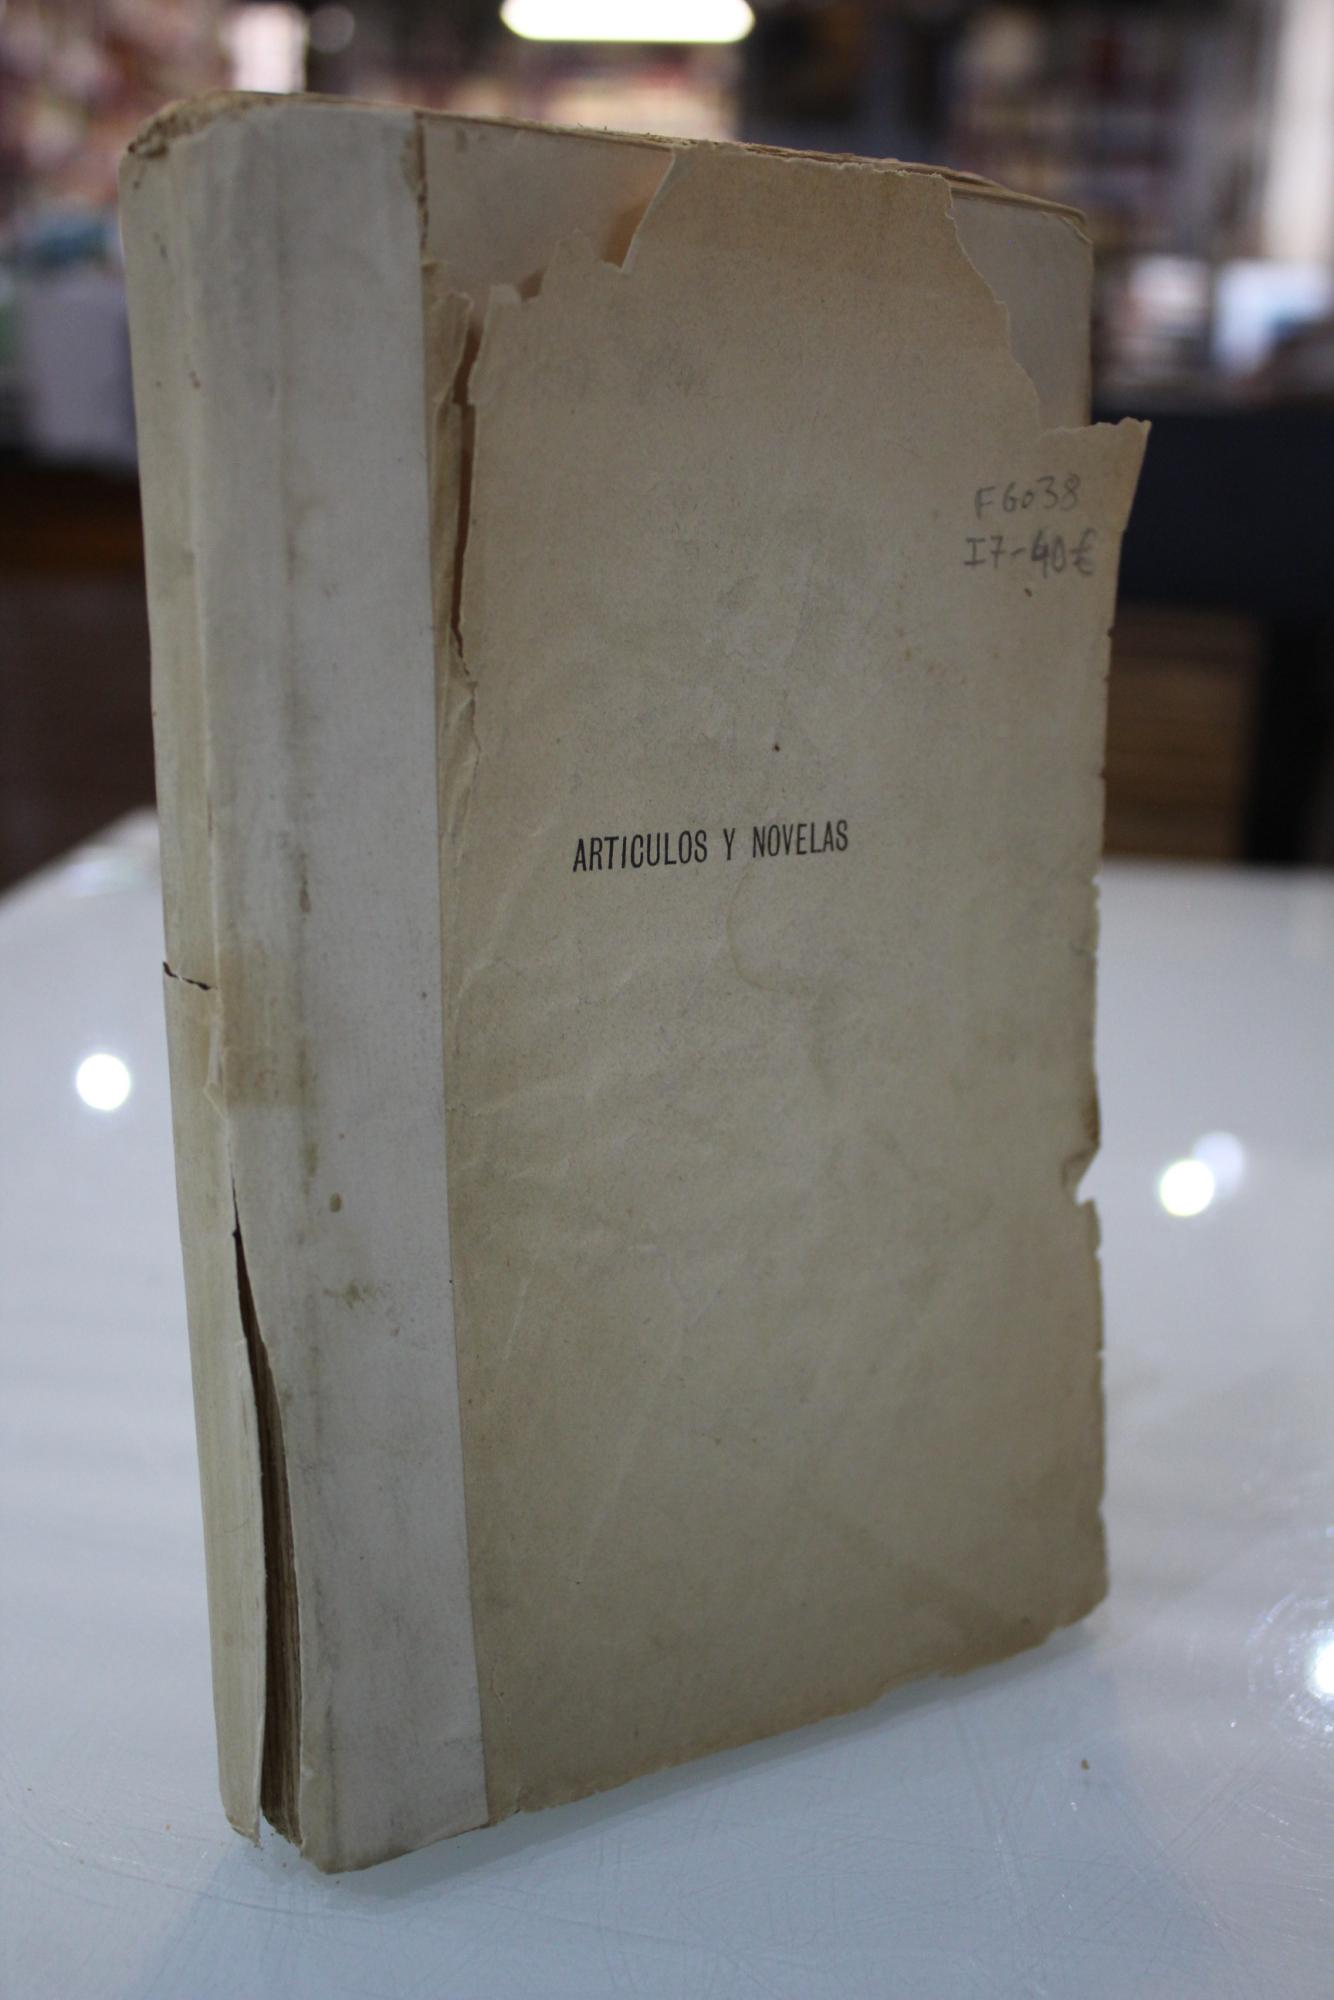 F6038
I7-40€
ARTICULOS Y NOVELAS